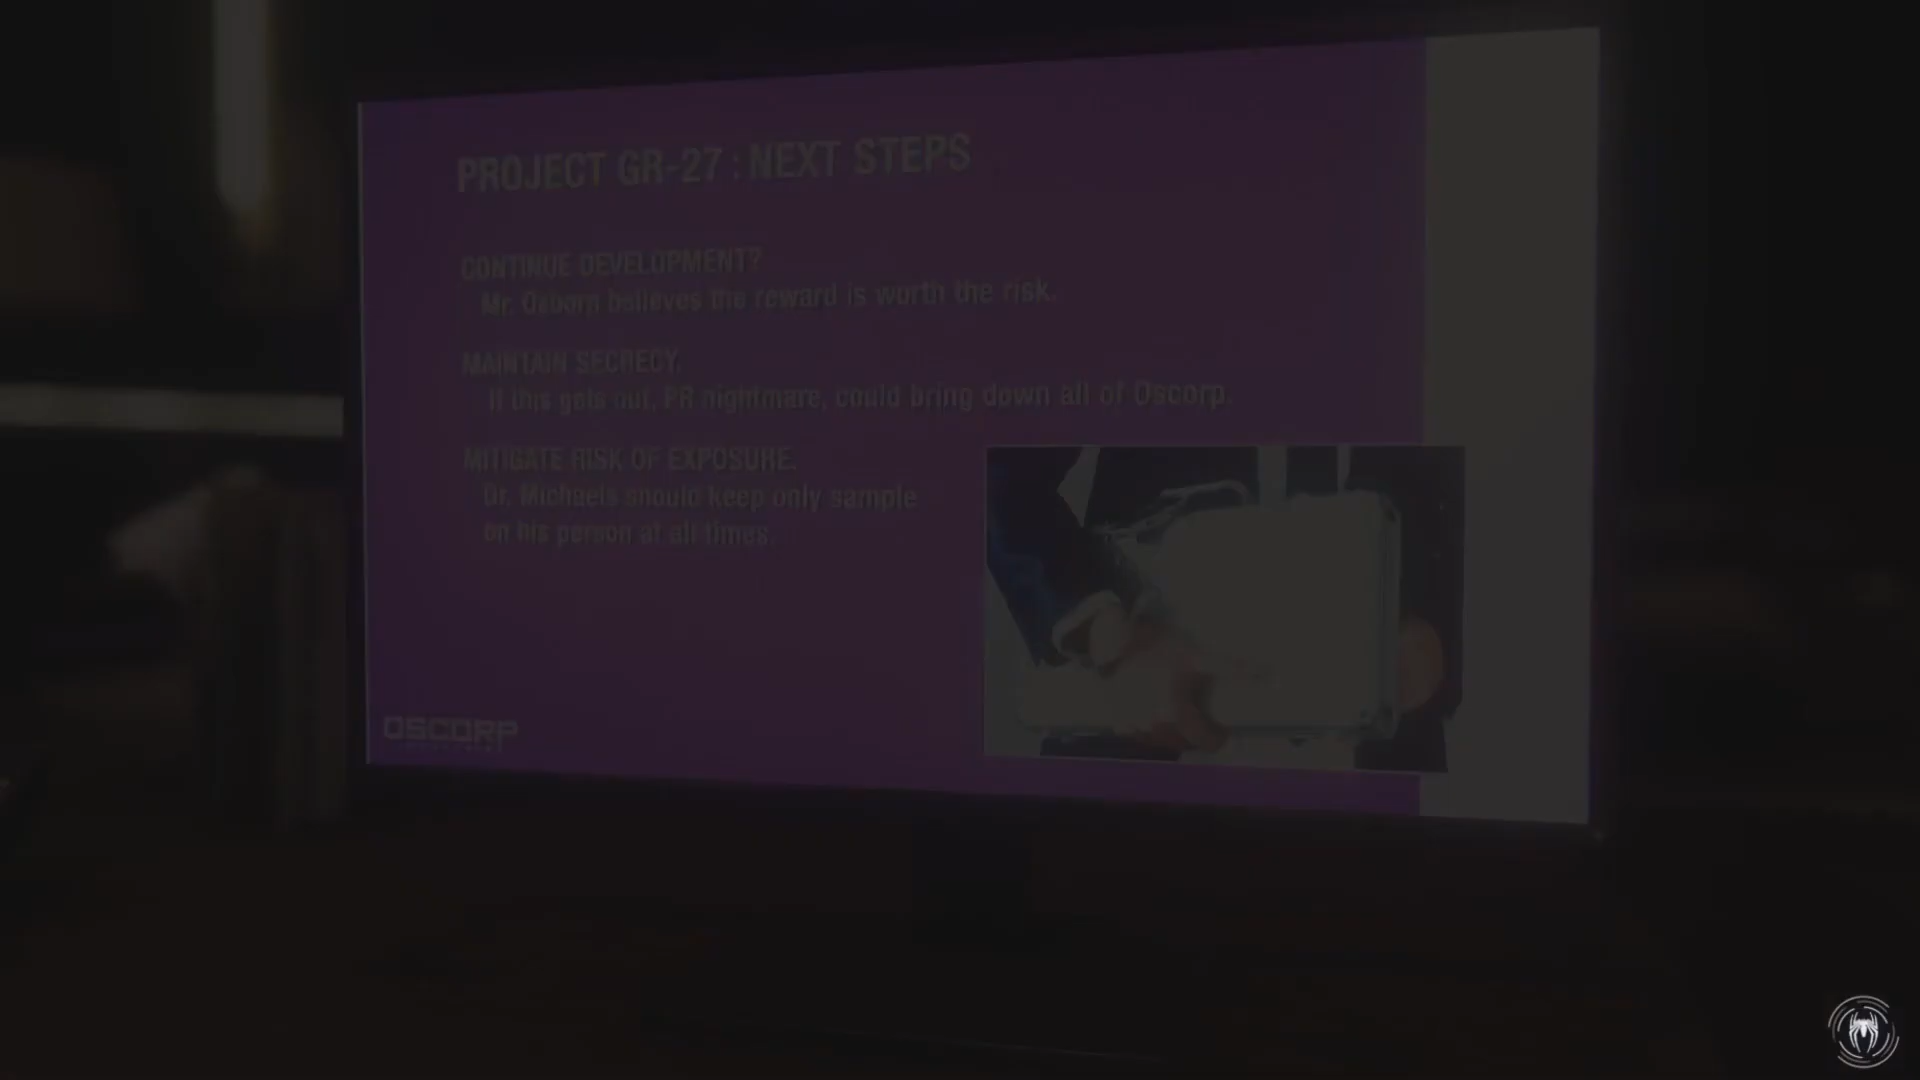 PROJECT GR-27 : NEXT STEPS
CONTINUE DEVELOPMENT?
Mr. Osborn believes the reward is worth the risk.
MAINTAIN SECRECY.
If this gets out, PR nightmare, could bring down all of Oscorp.
MITIGATE RISK OF EXPOSURE.
Dr. Michaels should keep only sample
on his person at all times.
OSCORP